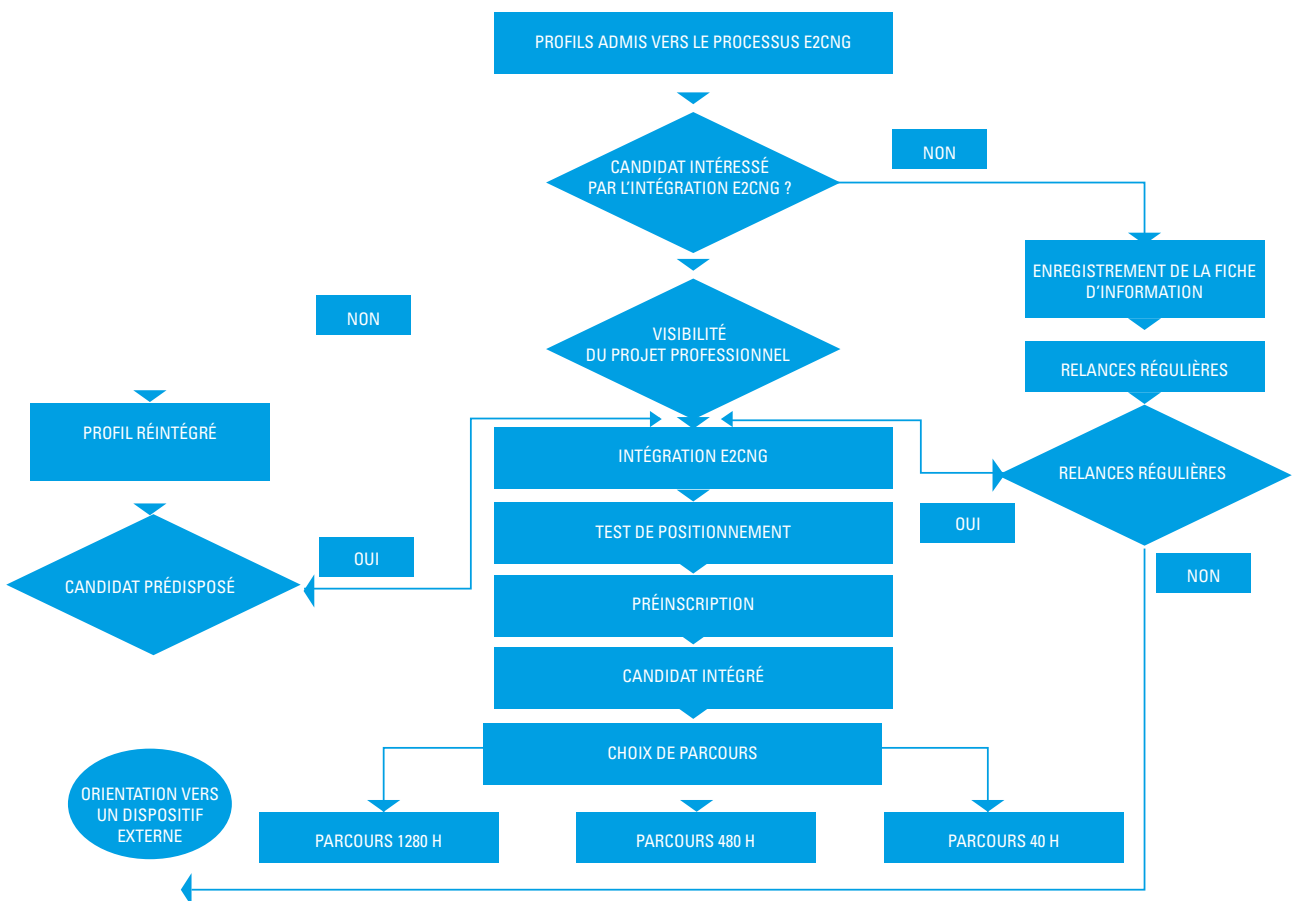 PROFILS ADMIS VERS LE PROCESSUS E2CNG
CANDIDAT INTÉRESSÉ
PAR L'INTÉGRATION E2CNG ?
NON
ENREGISTREMENT DE LA FICHE
D'INFORMATION
NON
VISIBILITÉ
DU PROJET PROFESSIONNEL
RELANCES RÉGULIÈRES
PROFIL RÉINTÉGRÉ
INTÉGRATION E2CNG
RELANCES RÉGULIÈRES
TEST DE POSITIONNEMENT
OUI
OUI
CANDIDAT PRÉDISPOSÉ
NON
PRÉINSCRIPTION
CANDIDAT INTÉGRÉ
CHOIX DE PARCOURS
ORIENTATION VERS
UN DISPOSITIF
EXTERNE
PARCOURS 1280 H
PARCOURS 480 H
PARCOURS 40 H